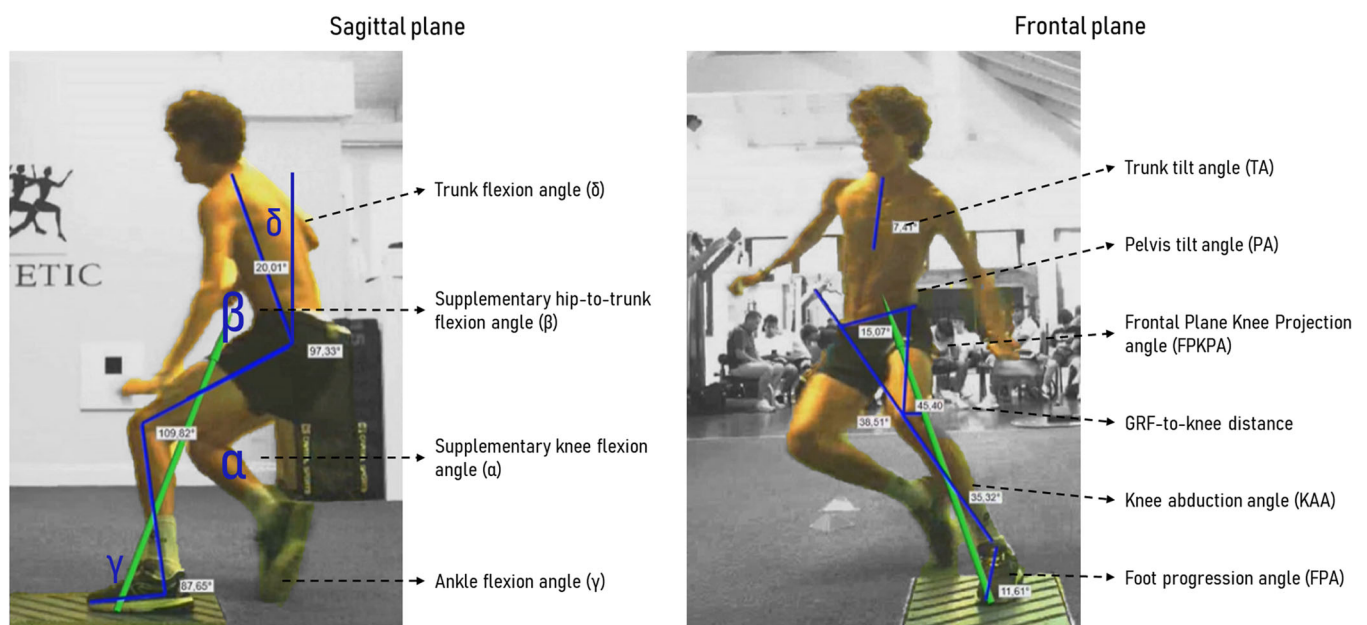 Sagittal plane
Frontal plane
ETIC
δ
20,01°
β
97,33°
109,82°
α
γ
87,65°
Trunk flexion angle (δ)
Supplementary hip-to-trunk
flexion angle (β)
Supplementary knee flexion
angle (α)
Ankle flexion angle (γ)
7,41°
15,07°
45,40
38,51°
35,32°
11,61°
Trunk tilt angle (TA)
Pelvis tilt angle (PA)
Frontal Plane Knee Projection
angle (FPKPA)
GRF-to-knee distance
Knee abduction angle (KAA)
Foot progression angle (FPA)